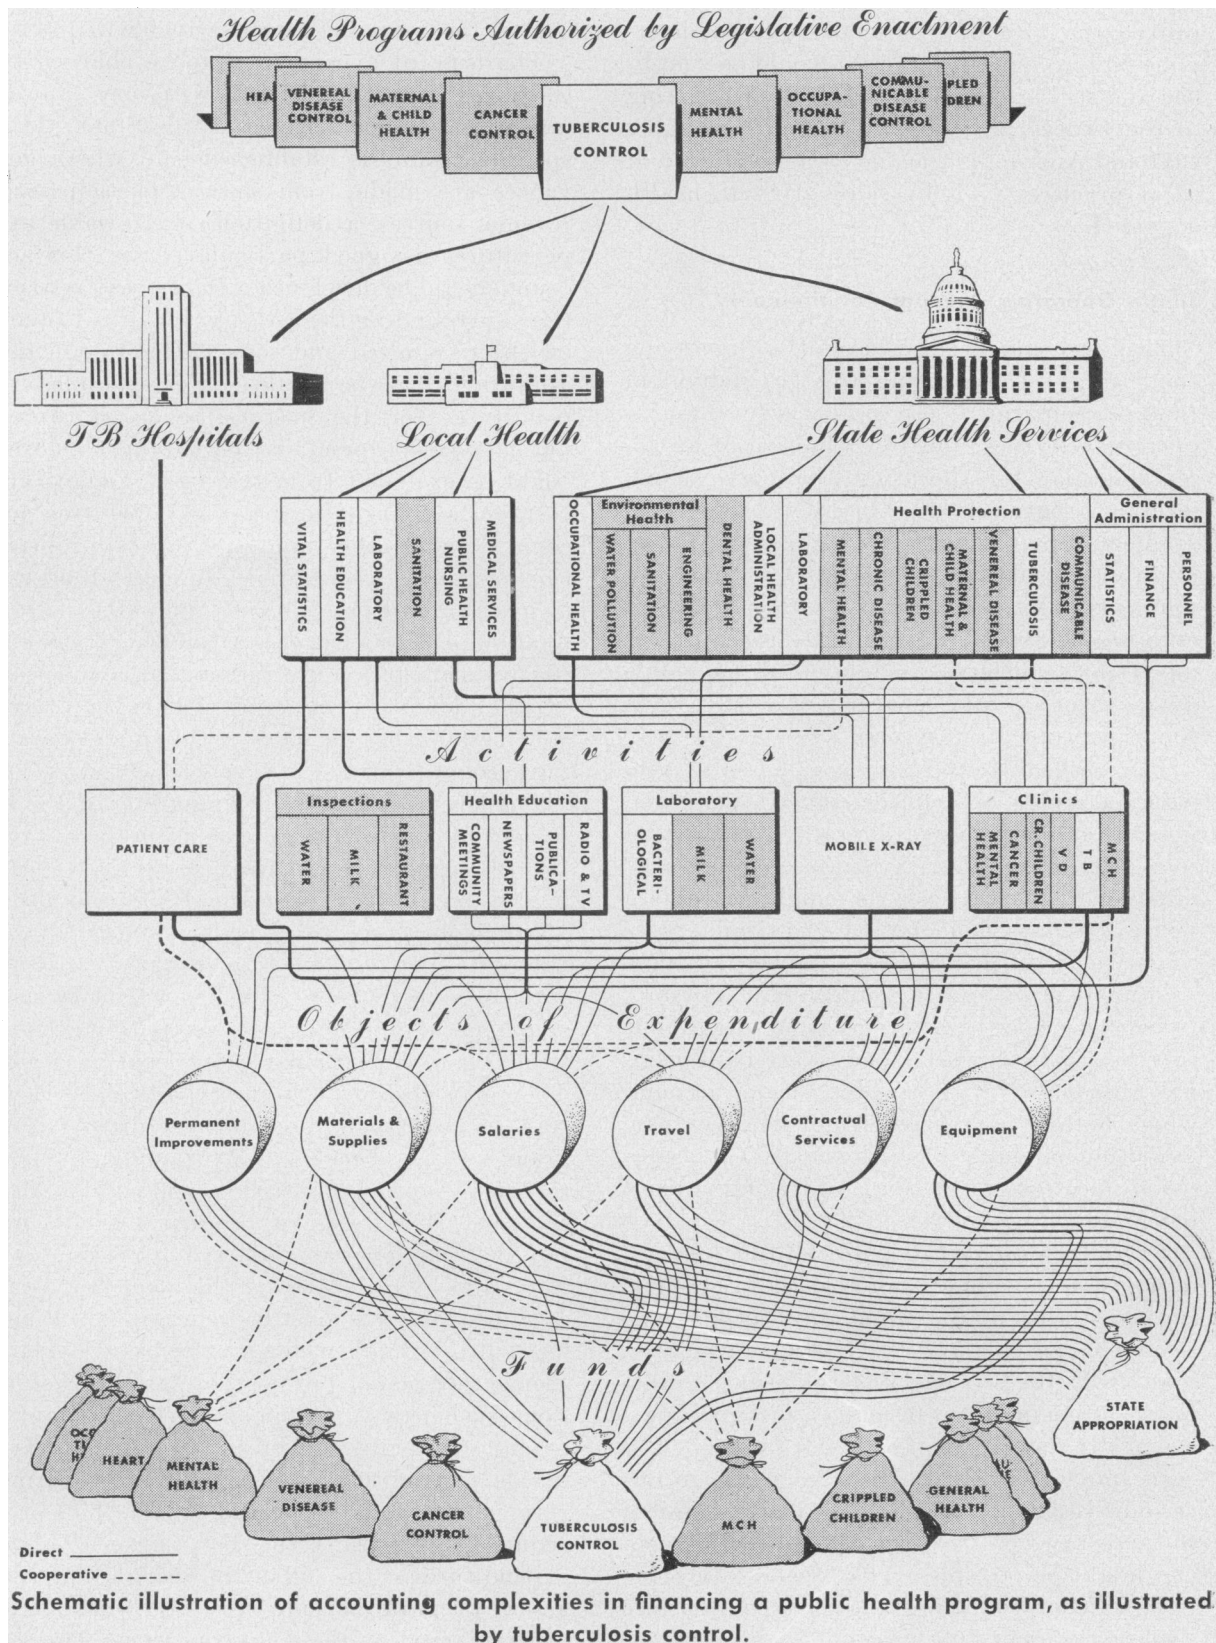 Health Programs Authorized by Legislative Enactment
HEA
VENEREAL
DISEASE
CONTROL
MATERNAL
& CHILD
HEALTH
CANCER
CONTROL
TUBERCULOSIS
CONTROL
MENTAL
HEALTH
OCCUPA-
TIONAL
HEALTH
COMMU-
NICABLE
DISEASE
CONTROL
PLED
DREN
TB Hospitals
Local Health
State Health Services
VITAL STATISTICS
HEALTH EDUCATION
LABORATORY
SANITATION
PUBLIC HEALTH
NURSING
MEDICAL SERVICES
OCCUPATIONAL HEALTH
Environmental
Health
WATER POLLUTION
SANITATION
ENGINEERING
DENTAL HEALTH
LOCAL HEALTH
ADMINISTRATION
LABORATORY
Health Protection
MENTAL HEALTH
CHRONIC DISEASE
CRIPPLED
CHILDREN
MATERNAL &
CHILD HEALTH
VENEREAL DISEASE
TUBERCULOSIS
COMMUNICABLE
DISEASE
General
Administration
STATISTICS
FINANCE
PERSONNEL
Activities
PATIENT CARE
Inspections
WATER
MILK
RESTAURANT
Health Education
COMMUNITY
MEETINGS
NEWSPAPERS
PUBLICA-
TIONS
RADIO & TV
Laboratory
BACTERI-
OLOGICAL
MILK
WATER
MOBILE X-RAY
Clinics
MENTAL
HEALTH
CANCER
CR. CHILDREN
VD
TB
MCH
Objects of Expenditure
Permanent
Improvements
Materials &
Supplies
Salaries
Travel
Contractual
Services
Equipment
Funds
STATE
APPROPRIATION
OCC
TI
H
HEART
MENTAL
HEALTH
VENEREAL
DISEASE
CANCER
CONTROL
TUBERCULOSIS
CONTROL
MCH
CRIPPLED
CHILDREN
GENERAL
HEALTH
Direct
Cooperative
Schematic illustration of accounting complexities in financing a public health program, as illustrated
by tuberculosis control.